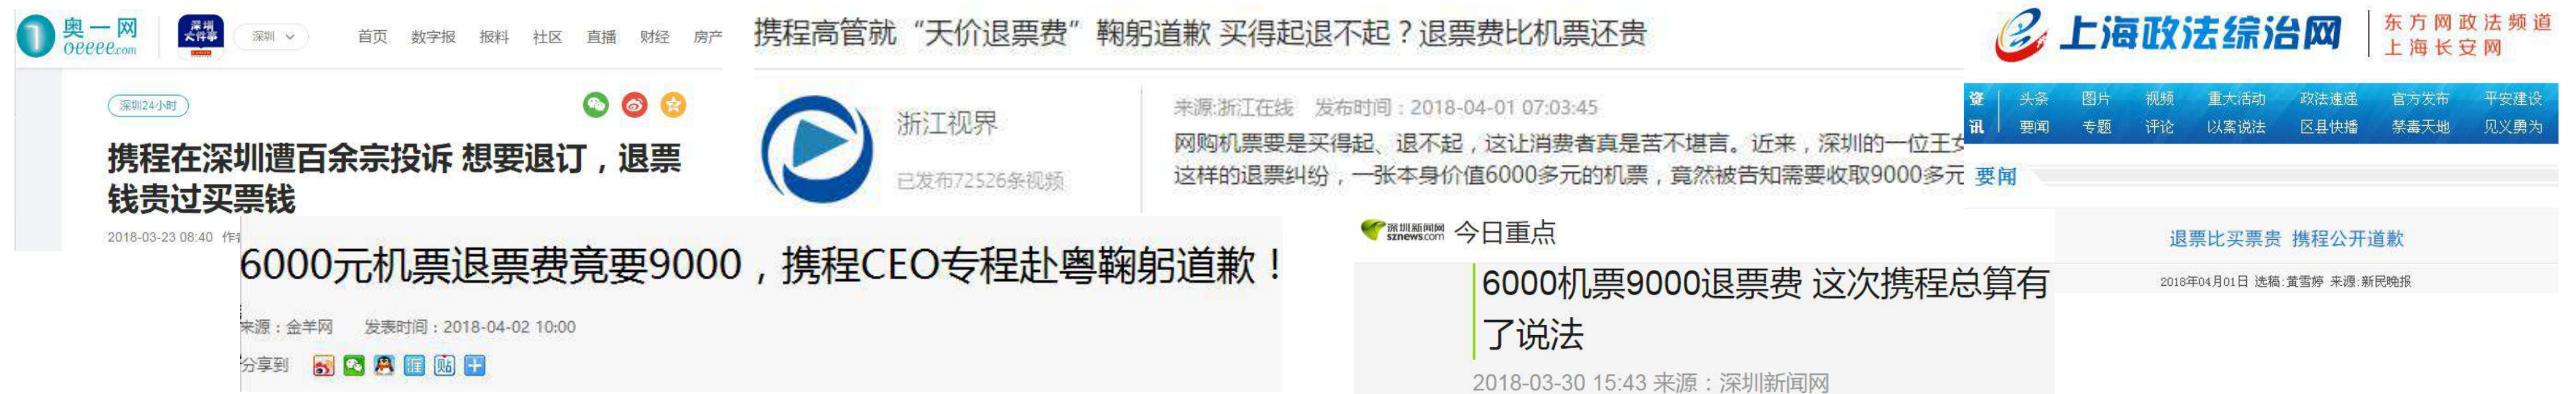 奥一网
oeeee.com
深圳大件事
深圳
首页 数字报 报料 社区 直播 财经 房产
深圳24小时
携程在深圳遭百余宗投诉 想要退订，退票
钱贵过买票钱
2018-03-23 08:40
携程高管就“天价退票费”鞠躬道歉 买得起退不起？退票费比机票还贵
浙江视界
已发布72526条视频
来源:浙江在线 发布时间：2018-04-01 07:03:45
网购机票要是买得起、退不起，这让消费者真是苦不堪言。近来，深圳的一位王
这样的退票纠纷，一张本身价值6000多元的机票，竟然被告知需要收取9000多元
上海政法综治网
东方网政法频道
上海长安网
资讯
头条 图片 视频 重大活动 政法速递 官方发布 平安建设
要闻 专题 评论 以案说法 区县快播 禁毒天地 见义勇为
要闻
退票比买票贵 携程公开道歉
2018年04月01日 选稿:黄雪婷 来源:新民晚报
6000元机票退票费竟要9000，携程CEO专程赴粤鞠躬道歉！
来源：金羊网 发表时间：2018-04-02 10:00
分享到
深圳新闻网
sznews.com
今日重点
6000机票9000退票费 这次携程总算有
了说法
2018-03-30 15:43 来源：深圳新闻网